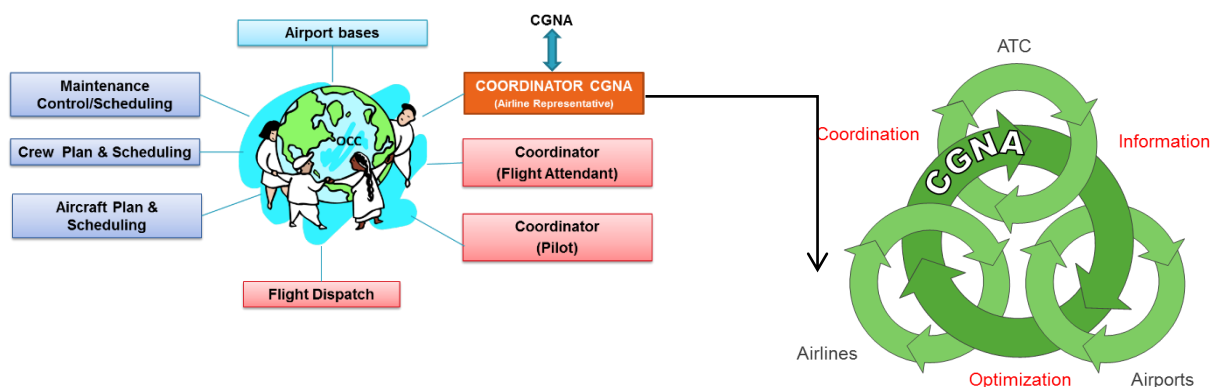 Airport bases
CGNA
Maintenance
Control/Scheduling
COORDINATOR CGNA
(Airline Representative)
Crew Plan & Scheduling
OCC
Coordinator
(Flight Attendant)
Aircraft Plan &
Scheduling
Coordinator
(Pilot)
Flight Dispatch
ATC
Coordination
Information
CGNA
Airlines
Airports
Optimization